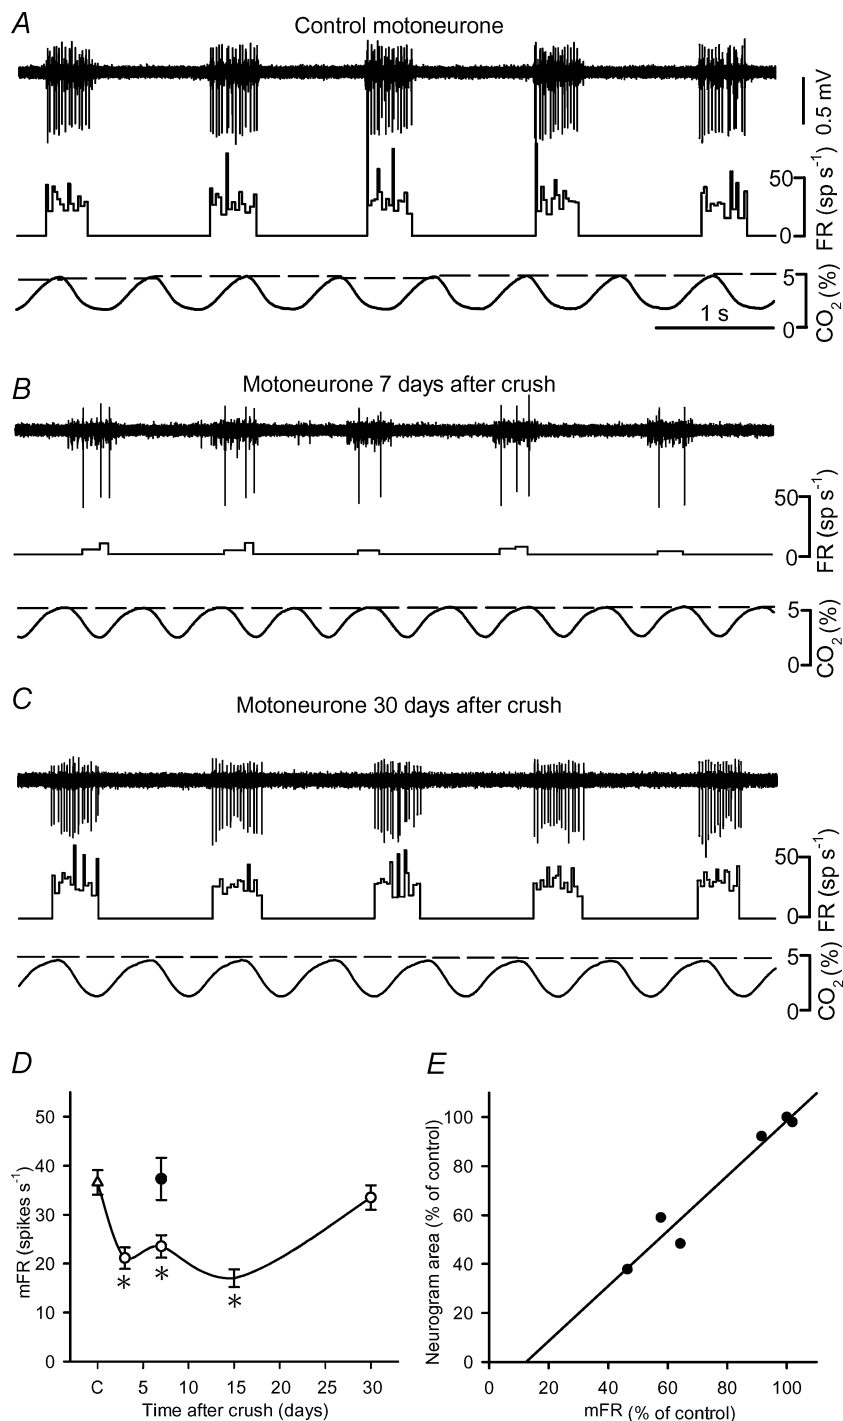 A
Control motoneurone
0.5 mV
50
0
FR (sp s-1)
5
0
CO2 (%)
1 s
B
Motoneurone 7 days after crush
50
0
FR (sp s-1)
5
0
CO2 (%)
C
Motoneurone 30 days after crush
50
0
FR (sp s-1)
5
0
CO2 (%)
D
mFR (spikes s-1)
50
40
30
20
10
0
* * *
C 5 10 15 20 25 30
Time after crush (days)
E
Neurogram area (% of control)
100
80
60
40
20
0
0 20 40 60 80 100
mFR (% of control)